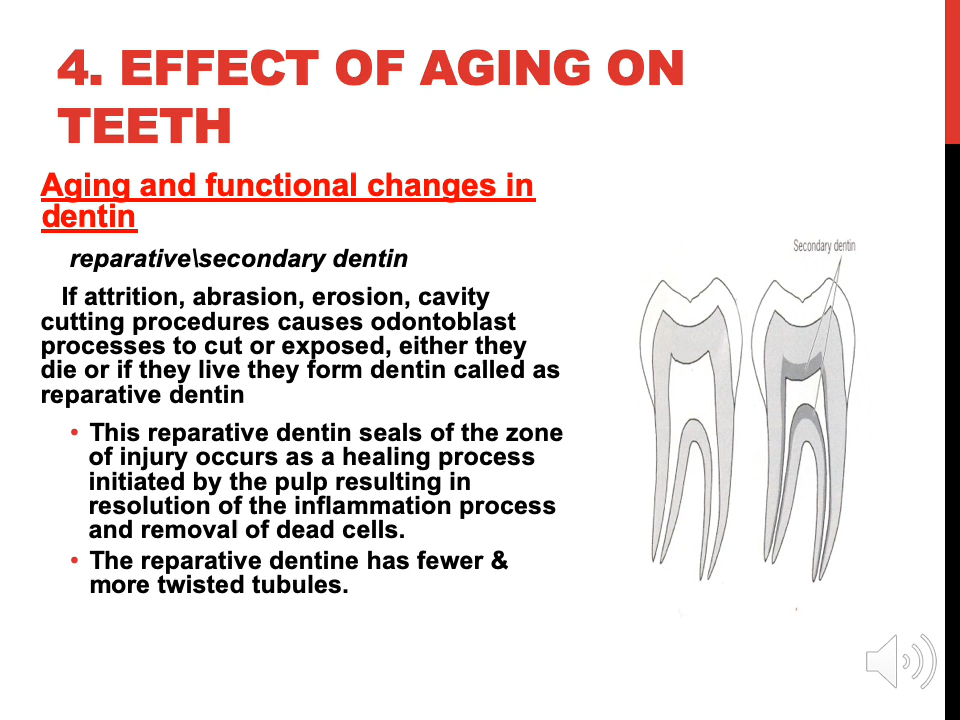 4. EFFECT OF AGING ON
TEETH
Aging and functional changes in
dentin
reparative\secondary dentin
If attrition, abrasion, erosion, cavity
cutting procedures causes odontoblast
processes to cut or exposed, either they
die or if they live they form dentin called as
reparative dentin
• This reparative dentin seals of the zone
of injury occurs as a healing process
initiated by the pulp resulting in
resolution of the inflammation process
and removal of dead cells.
• The reparative dentine has fewer &
more twisted tubules.
Secondary dentin